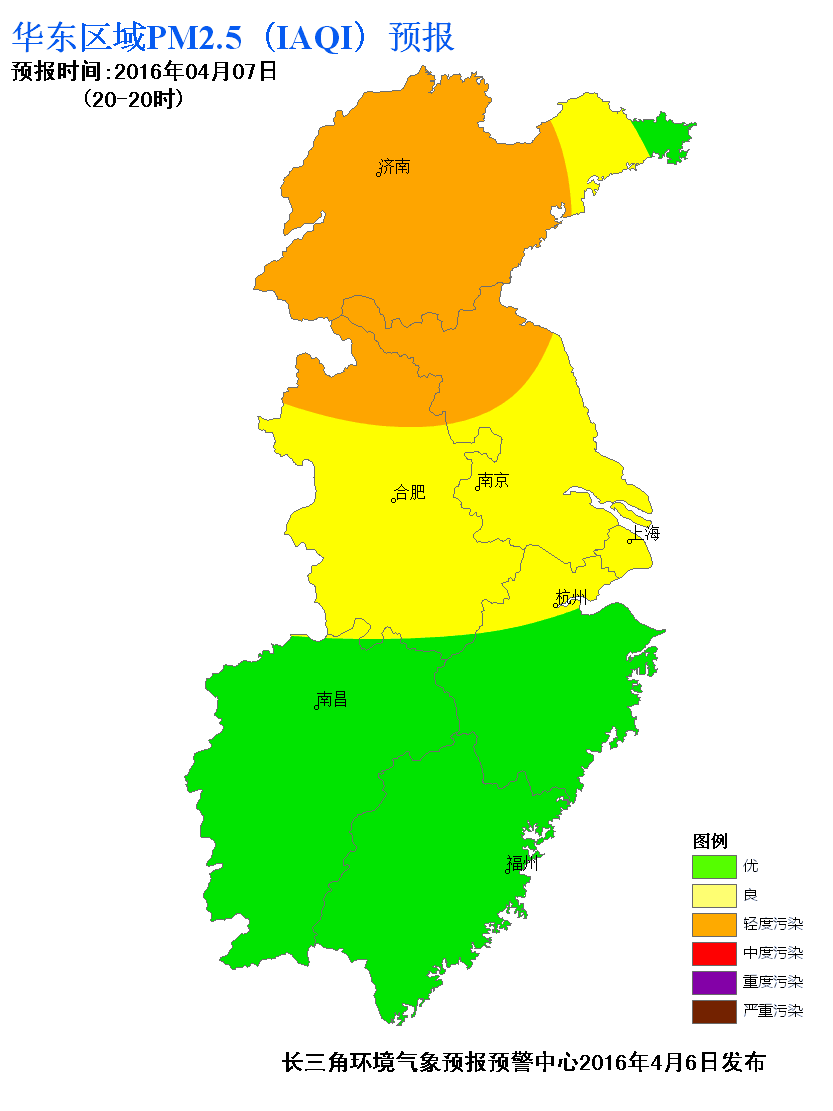 华东区域PM2.5（IAQI）预报
预报时间:2016年04月07日
(20-20时)
济南
南京
合肥
上海
杭州
南昌
福州
图例
优
良
轻度污染
中度污染
重度污染
严重污染
长三角环境气象预报预警中心2016年4月6日发布